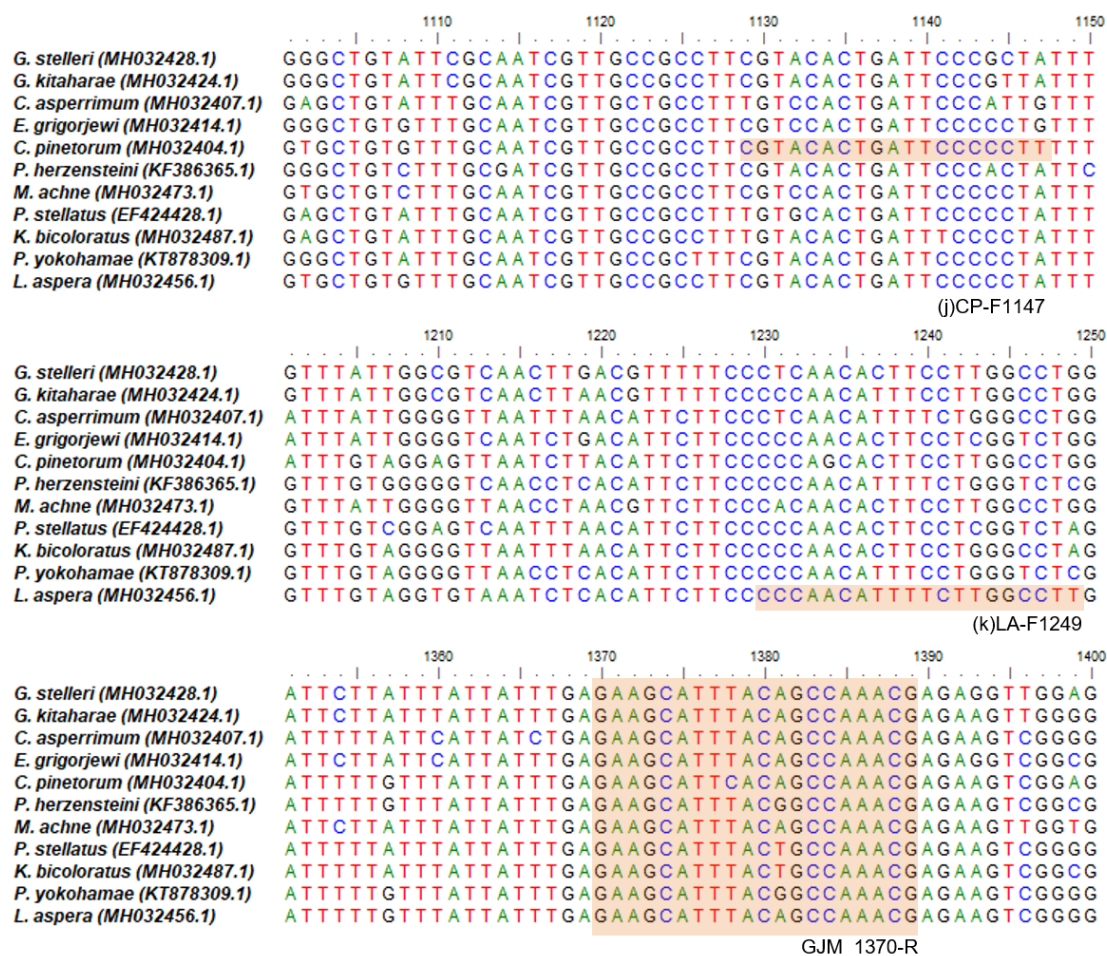 1110 1120 1130 1140 1150
G. stelleri (MH032428.1) GGGCTGTATTCGCAATCGTTGCCGCCTTCGTACACTGATTCCCGCTATTT
G. kitaharae (MH032424.1) GGGCTGTATTCGCAATCGTTGCCGCCTTCGTACACTGATTCCCGTTATTT
C. asperrimum (MH032407.1) GAGCTGTATTTGCAATCGTTGCTGCCTTTGTCCACTGATTCCCATTGTTT
E. grigorjewi (MH032414.1) GGGCTGTGTTTGCAATCGTTGCCGCCTTCGTCCACTGATTCCCCCTGTTT
C. pinetorum (MH032404.1) GTGCTGTGTTTGCAATCGTTGCCGCCTTCGTACACTGATTCCCCCTTTTT
P. herzensteini (KF386365.1) GGGCTGTCTTTGCGATCGTTGCCGCCTTCGTACACTGATTCCCACTATTC
M. achne (MH032473.1) GTGCTGTCTTTGCAATCGTTGCCGCCTTCGTCCACTGATTCCCCCTATTT
P. stellatus (EF424428.1) GAGCTGTATTTGCAATCGTTGCCGCCTTTGTGCACTGATTCCCCCTATTT
K. bicoloratus (MH032487.1) GAGCTGTATTTGCAATCGTTGCCGCCTTTGTACACTGATTTCCCCTATTT
P. yokohamae (KT878309.1) GGGCTGTATTTGCAATCGTTGCCGCTTTCGTACACTGATTCCCCCTATTT
L. aspera (MH032456.1) GTGCTGTGTTTGCAATCGTTGCCGCCTTCGTACACTGATTCCCCCTATTT
(j)CP-F1147
1210 1220 1230 1240 1250
G. stelleri (MH032428.1) GTTTATTGGCGTCAACTTGACGTTTTTCCCTCAACACTTCCTTGGCCTGG
G. kitaharae (MH032424.1) GTTTATTGGCGTCAACTTAACGTTTTTCCCCCAACATTTCCTTGGCCTGG
C. asperrimum (MH032407.1) ATTTATTGGGGTTAATTTAACATTCTTCCCTCAACATTTTCTGGGCCTGG
E. grigorjewi (MH032414.1) ATTTATTGGGGTCAATCTGACATTCTTCCCCCAACACTTCCTCGGTCTGG
C. pinetorum (MH032404.1) ATTTGTAGGAGTTAATCTTACATTCTTCCCCCAGCACTTCCTTGGCCTGG
P. herzensteini (KF386365.1) GTTTGTGGGGGTCAACCTCACATTCTTCCCCCAACATTTTCTGGGTCTCG
M. achne (MH032473.1) GTTTATTGGGGTTAACCTAACGTTCTTCCCACAACACTTCCTTGGCCTGG
P. stellatus (EF424428.1) GTTTGTCGGAGTCAATTTAACATTCTTCCCCCAACACTTCCTCGGTCTAG
K. bicoloratus (MH032487.1) GTTTGTAGGGGTTAATTTAACATTCTTCCCCCAACACTTCCTGGGCCTAG
P. yokohamae (KT878309.1) GTTTGTAGGGGTTAACCTCACATTCTTCCCCCAACATTTCCTGGGTCTCG
L. aspera (MH032456.1) GTTTGTAGGTGTAAATCTCACATTCTTCCCCCAACATTTTCTTGGCCTTG
(k)LA-F1249
1360 1370 1380 1390 1400
G. stelleri (MH032428.1) ATTCTTATTTATTATTTGAGAAGCATTTACAGCCAAACGAGAGGTTGGAG
G. kitaharae (MH032424.1) ATTCTTATTTATTATTTGAGAAGCATTTACAGCCAAACGAGAAGTTGGGG
C. asperrimum (MH032407.1) ATTTTTATTCATTATCTGAGAAGCATTTACAGCCAAACGAGAAGTCGGGG
E. grigorjewi (MH032414.1) ATTCTTATTCATTATTTGAGAAGCATTTACAGCCAAACGAGAGGTCGGCG
C. pinetorum (MH032404.1) ATTTTTGTTTATTATTTGAGAAGCATTCACAGCCAAACGAGAAGTCGGAG
P. herzensteini (KF386365.1) ATTTTTGTTTATTATTTGAGAAGCATTTACGGCCAAACGAGAAGTCGGCG
M. achne (MH032473.1) ATTCTTATTTATTATTTGAGAAGCATTTACAGCCAAACGAGAAGTTGGTG
P. stellatus (EF424428.1) ATTTTTATTTATTATTTGAGAAGCATTTACTGCCAAACGAGAAGTCGGGG
K. bicoloratus (MH032487.1) ATTTTTATTTATTATTTGAGAAGCATTTACTGCCAAACGAGAAGTCGGCG
P. yokohamae (KT878309.1) ATTTTTGTTTATTATTTGAGAAGCATTTACGGCCAAACGAGAAGTCGGGG
L. aspera (MH032456.1) ATTTTTGTTTATTATTTGAGAAGCATTTACAGCCAAACGAGAAGTCGGGG
GJM_1370-R